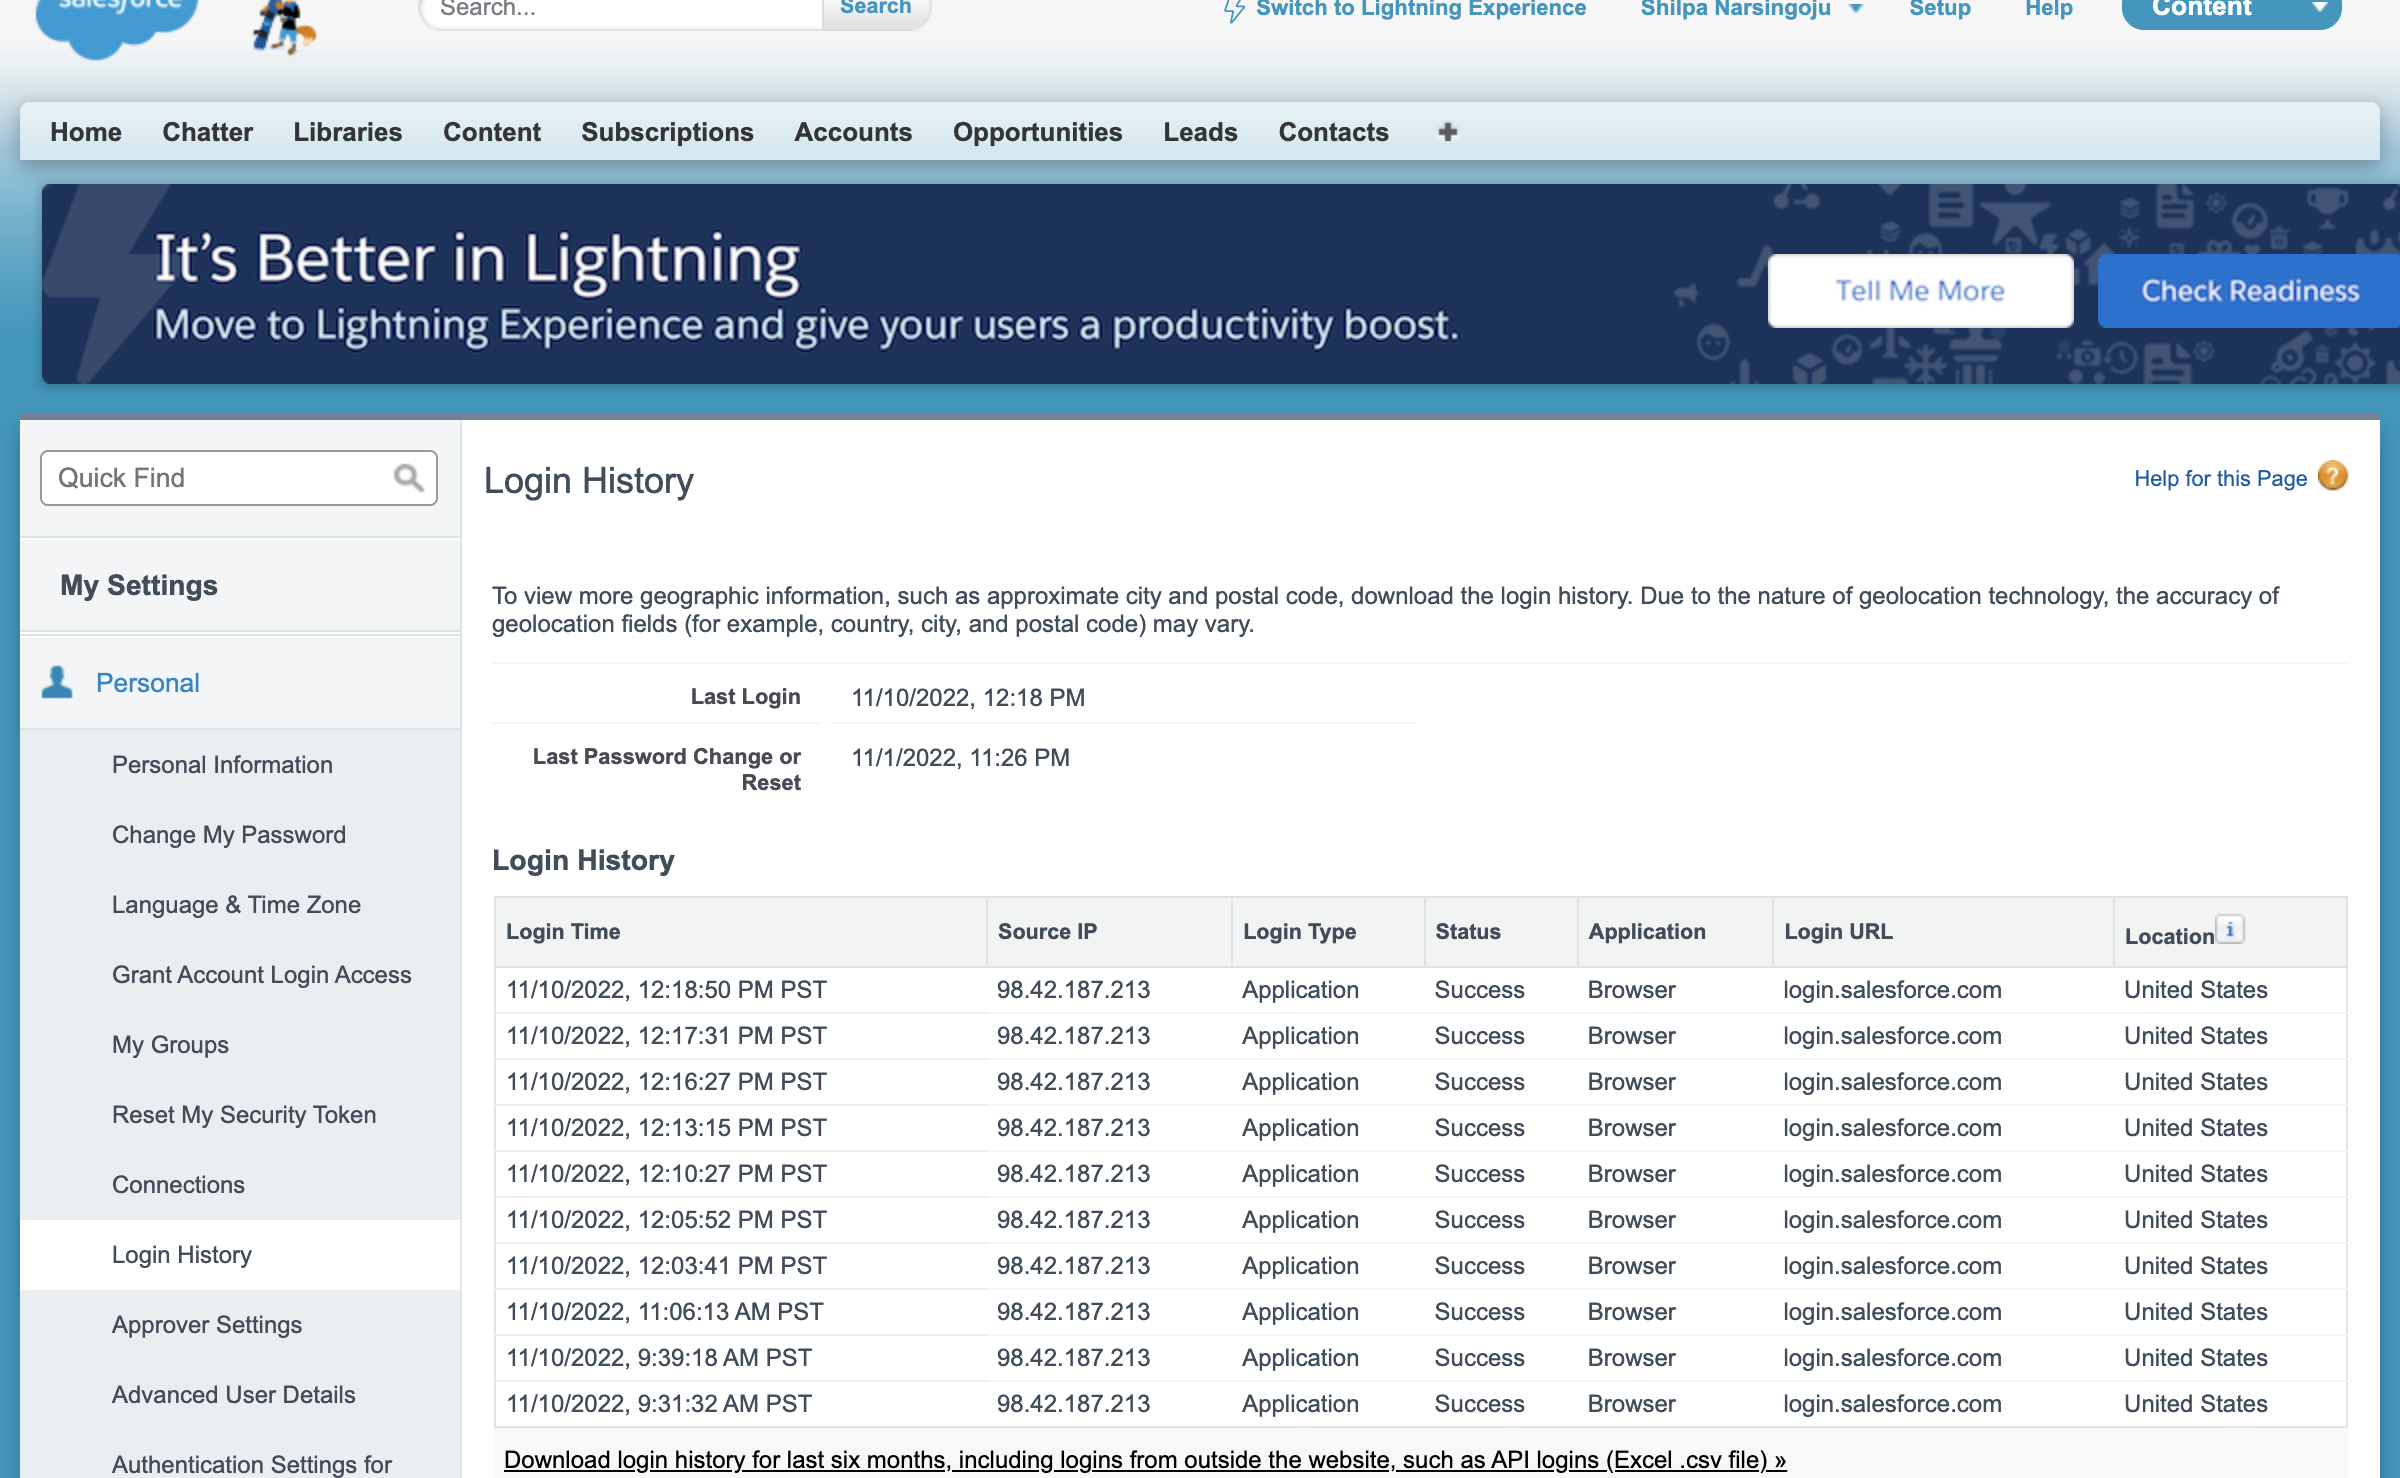 salesforce
Search...
Search
Switch to Lightning Experience
Shilpa Narsingoju
Setup
Help
Content
Home Chatter Libraries Content Subscriptions Accounts Opportunities Leads Contacts
It's Better in Lightning
Move to Lightning Experience and give your users a productivity boost.
Tell Me More
Check Readiness
Quick Find
My Settings
Personal
Personal Information
Change My Password
Language & Time Zone
Grant Account Login Access
My Groups
Reset My Security Token
Connections
Login History
Approver Settings
Advanced User Details
Authentication Settings for
Login History
Help for this Page ?
To view more geographic information, such as approximate city and postal code, download the login history. Due to the nature of geolocation technology, the accuracy of
geolocation fields (for example, country, city, and postal code) may vary.
Last Login 11/10/2022, 12:18 PM
Last Password Change or 11/1/2022, 11:26 PM
Reset
Login History
Login Time Source IP Login Type Status Application Login URL Location i
11/10/2022, 12:18:50 PM PST 98.42.187.213 Application Success Browser login.salesforce.com United States
11/10/2022, 12:17:31 PM PST 98.42.187.213 Application Success Browser login.salesforce.com United States
11/10/2022, 12:16:27 PM PST 98.42.187.213 Application Success Browser login.salesforce.com United States
11/10/2022, 12:13:15 PM PST 98.42.187.213 Application Success Browser login.salesforce.com United States
11/10/2022, 12:10:27 PM PST 98.42.187.213 Application Success Browser login.salesforce.com United States
11/10/2022, 12:05:52 PM PST 98.42.187.213 Application Success Browser login.salesforce.com United States
11/10/2022, 12:03:41 PM PST 98.42.187.213 Application Success Browser login.salesforce.com United States
11/10/2022, 11:06:13 AM PST 98.42.187.213 Application Success Browser login.salesforce.com United States
11/10/2022, 9:39:18 AM PST 98.42.187.213 Application Success Browser login.salesforce.com United States
11/10/2022, 9:31:32 AM PST 98.42.187.213 Application Success Browser login.salesforce.com United States
Download login history for last six months, including logins from outside the website, such as API logins (Excel .csv file) »